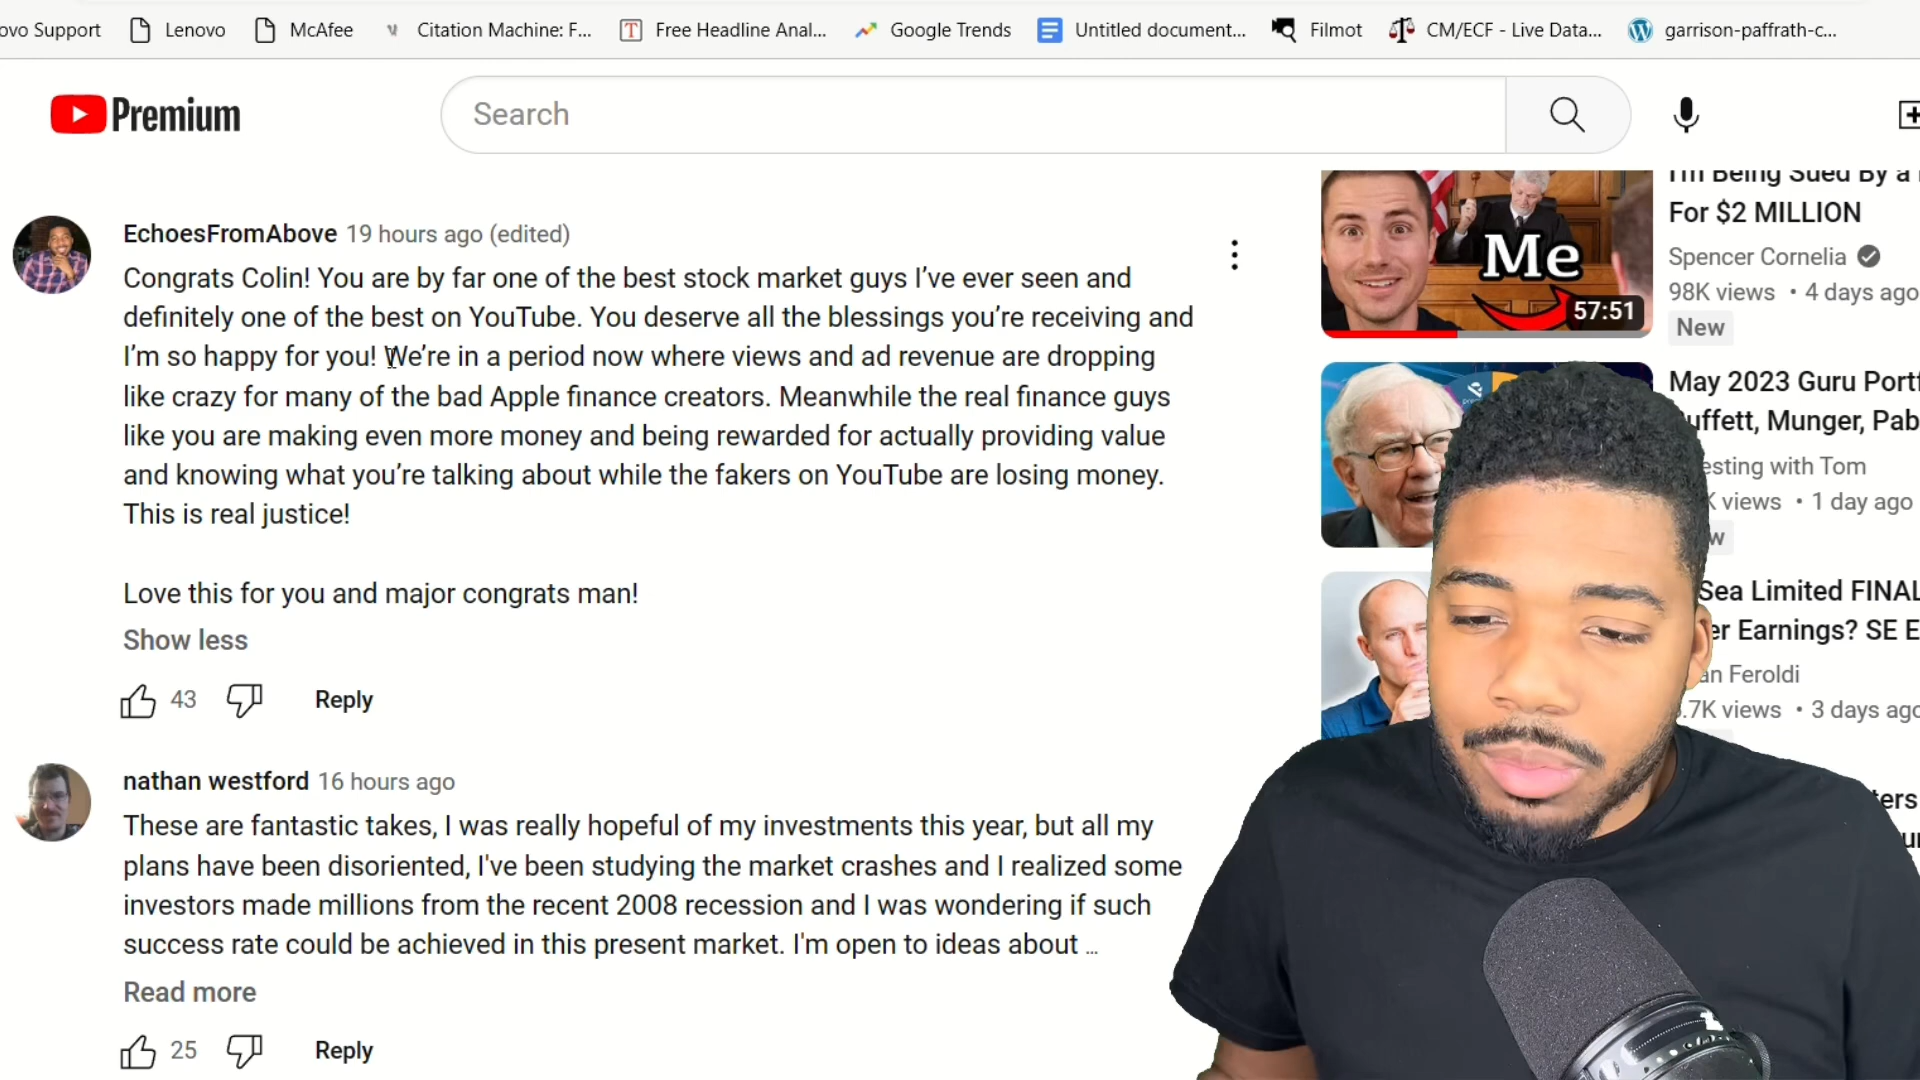 ovo Support Lenovo McAfee Citation Machine: F... Free Headline Anal... Google Trends Untitled document... Filmot CM/ECF - Live Data... garrison-paffrath-c...
Premium
Search
EchoesFromAbove 19 hours ago (edited)
Congrats Colin! You are by far one of the best stock market guys I’ve ever seen and
definitely one of the best on YouTube. You deserve all the blessings you’re receiving and
I’m so happy for you! We’re in a period now where views and ad revenue are dropping
like crazy for many of the bad Apple finance creators. Meanwhile the real finance guys
like you are making even more money and being rewarded for actually providing value
and knowing what you’re talking about while the fakers on YouTube are losing money.
This is real justice!
Love this for you and major congrats man!
Show less
43 Reply
nathan westford 16 hours ago
These are fantastic takes, I was really hopeful of my investments this year, but all my
plans have been disoriented, I've been studying the market crashes and I realized some
investors made millions from the recent 2008 recession and I was wondering if such
success rate could be achieved in this present market. I'm open to ideas about ...
Read more
25 Reply
Me
57:51
I'm Being Sued By a
For $2 MILLION
Spencer Cornelia
98K views • 4 days ago
New
May 2023 Guru Portf
uffett, Munger, Pab
esting with Tom
K views • 1 day ago
w
Sea Limited FINAL
er Earnings? SE E
an Feroldi
.7K views • 3 days ago
ters